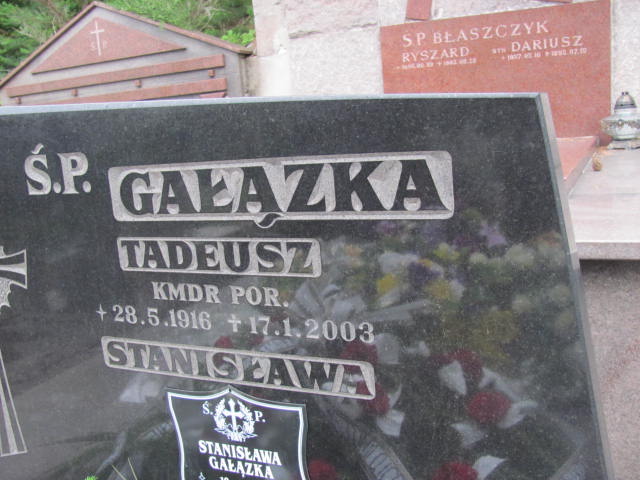 Ś.P. BŁASZCZYK
RYSZARD SYN DARIUSZ
Ś.P. GAŁĄZKA
TADEUSZ
KMDR POR.
28.5.1916 + 17.1.2003
STANISŁAWA
Ś. P.
STANISŁAWA
GAŁĄZKA